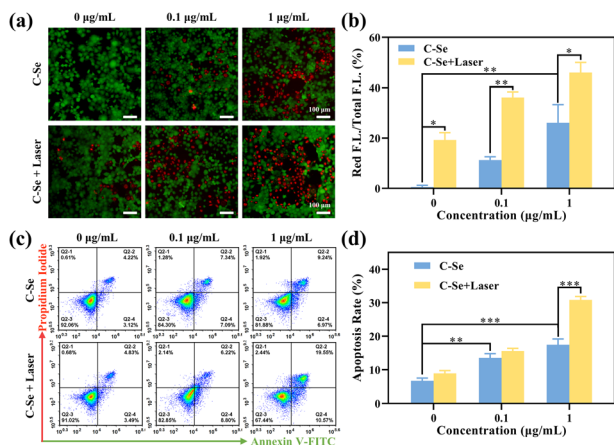 (a)
0 μg/mL
0.1 μg/mL
1 μg/mL
C-Se
100 μm
C-Se + Laser
100 μm
(b)
C-Se
C-Se+Laser
Red F.L./Total F.L. (%)
60
40
20
0
*
**
**
*
0
0.1
1
Concentration (μg/mL)
(c)
0 μg/mL
0.1 μg/mL
1 μg/mL
Propidium Iodide
C-Se
Q2-1
0.61%
Q2-2
4.22%
Q2-3
92.06%
Q2-4
3.12%
Q2-1
1.28%
Q2-2
7.34%
Q2-3
84.30%
Q2-4
7.09%
Q2-1
1.92%
Q2-2
9.24%
Q2-3
81.88%
Q2-4
6.97%
C-Se + Laser
Q2-1
0.68%
Q2-2
4.83%
Q2-3
91.02%
Q2-4
3.49%
Q2-1
2.14%
Q2-2
6.22%
Q2-3
82.85%
Q2-4
8.80%
Q2-1
2.44%
Q2-2
19.55%
Q2-3
67.44%
Q2-4
10.57%
Annexin V-FITC
(d)
C-Se
C-Se+Laser
Apoptosis Rate (%)
40
30
20
10
0
**
***
***
0
0.1
1
Concentration (μg/mL)